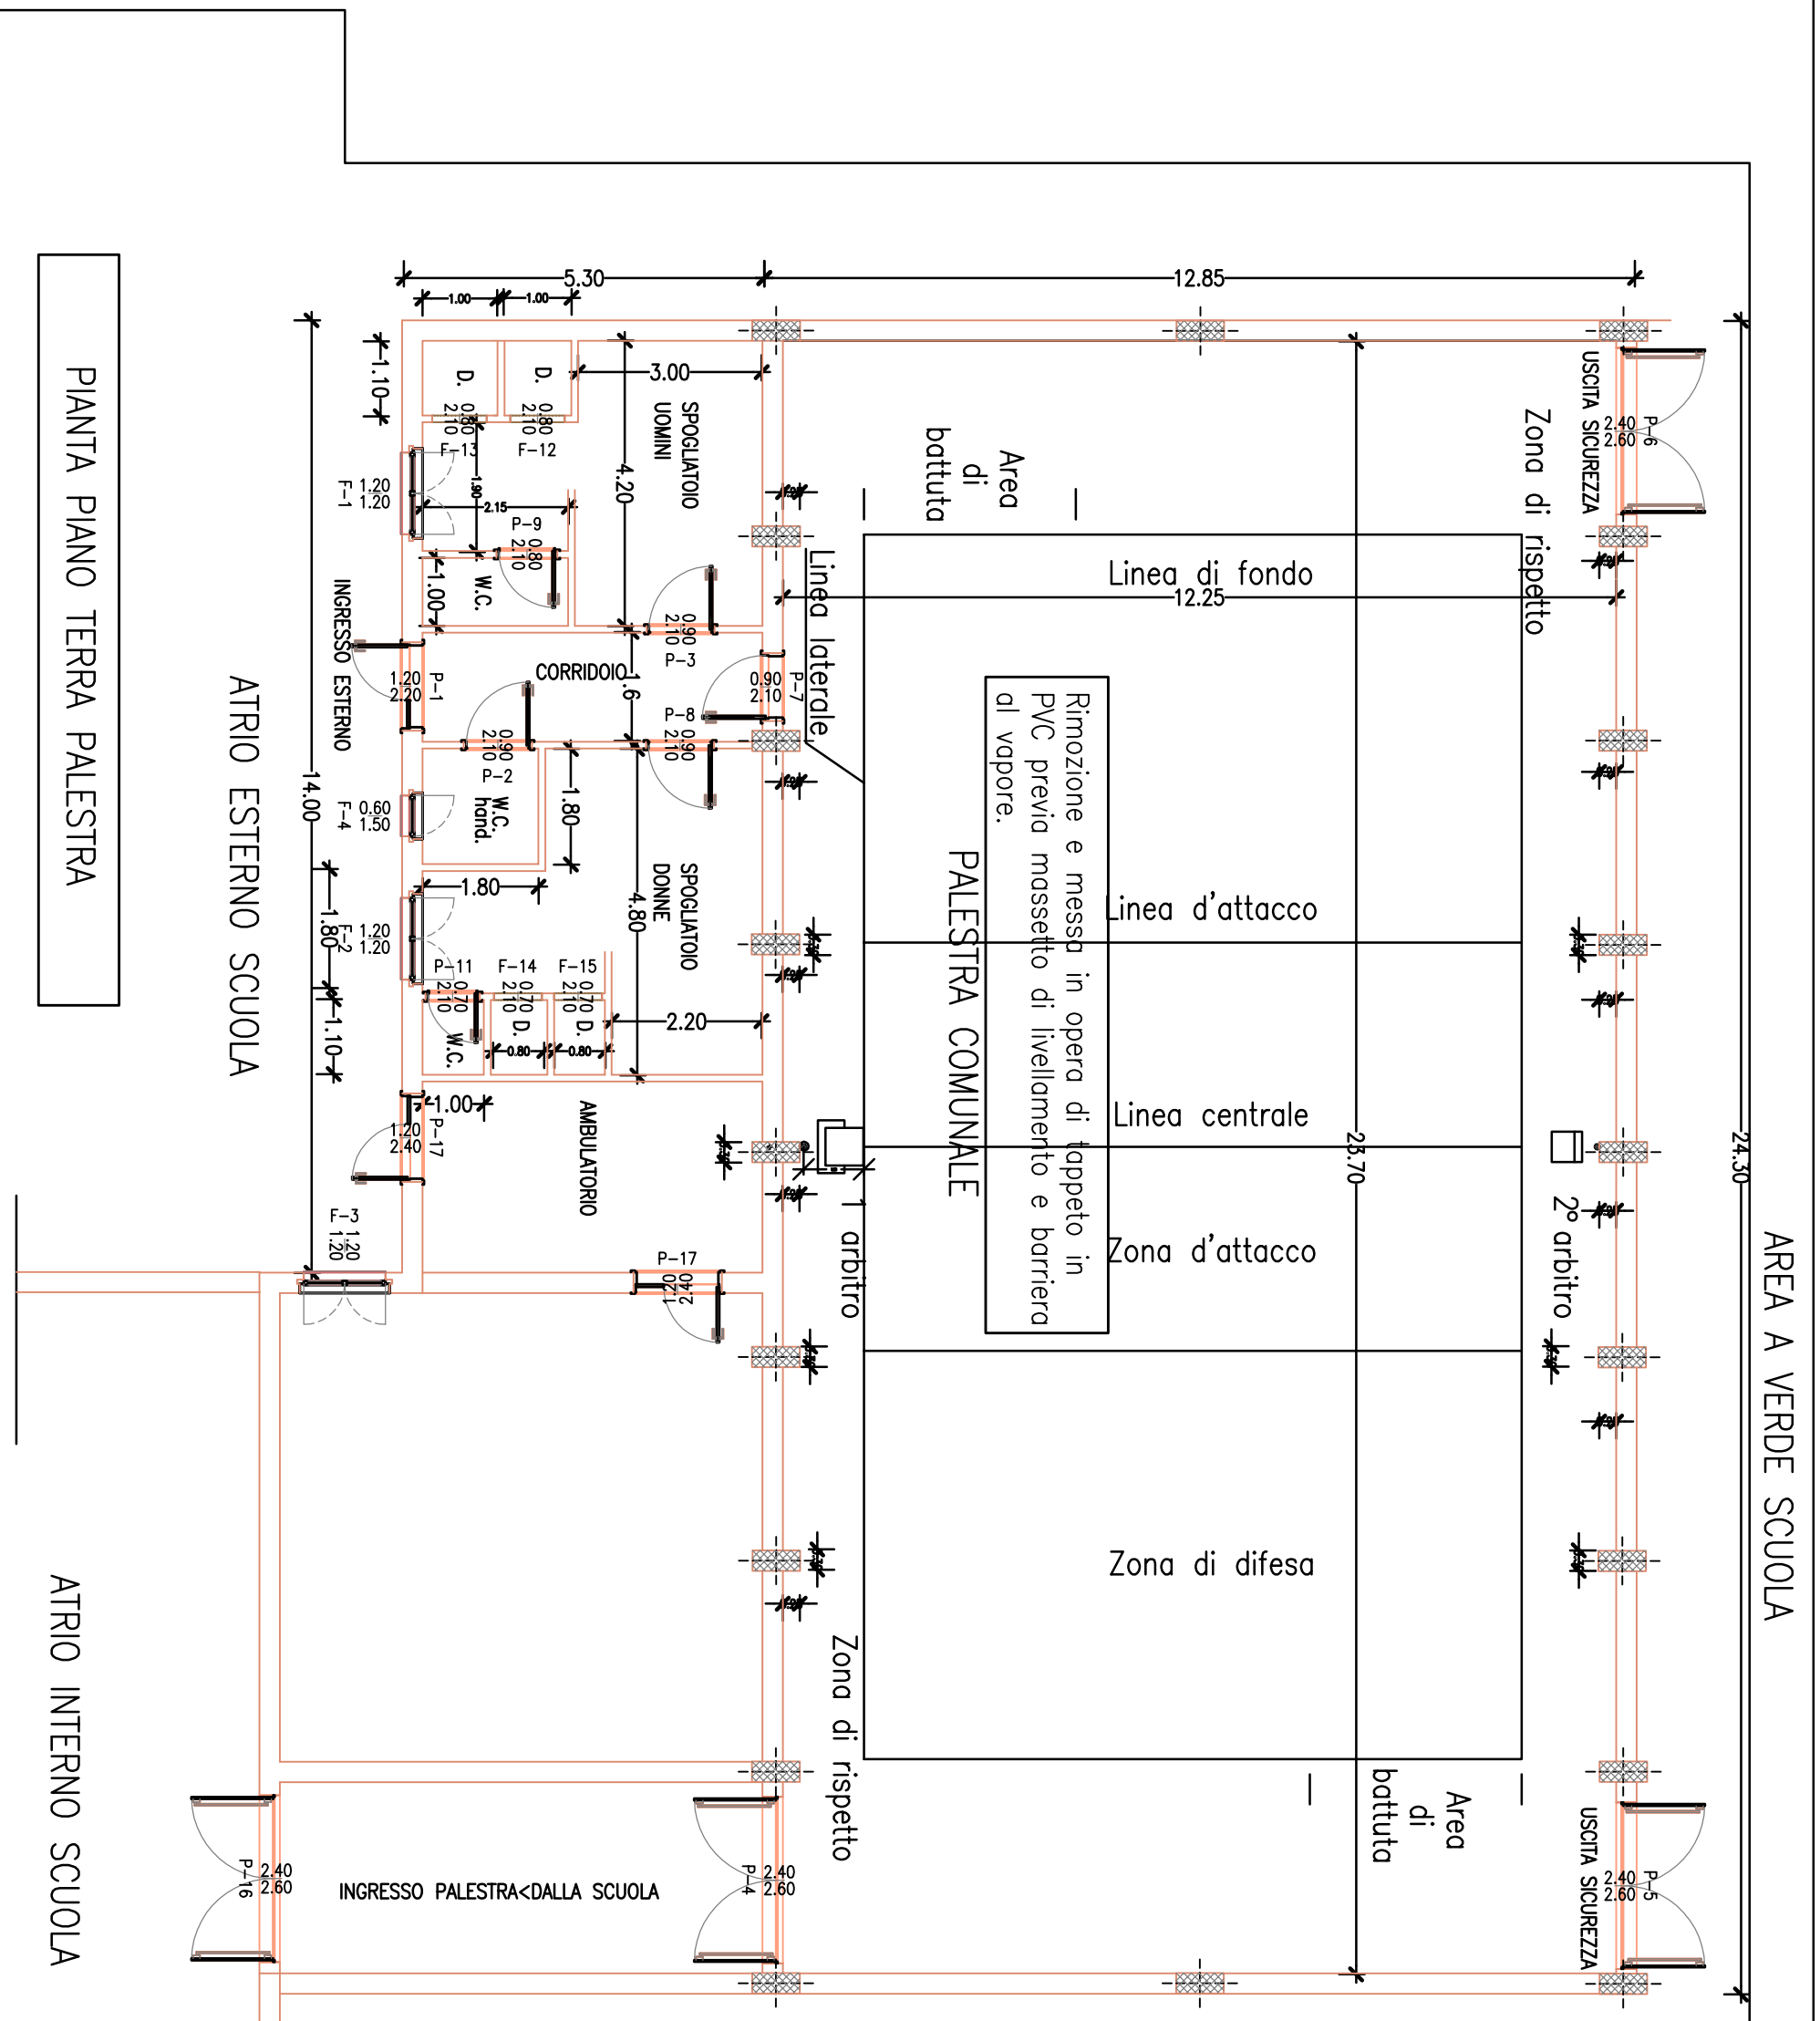 AREA A VERDE SCUOLA
24.30
USCITA SICUREZZA
P-6
2.40
2.60
USCITA SICUREZZA
P-5
2.40
2.60
Zona di rispetto
2° arbitro
12.85
5.30
12.25
23.70
Area
di
battuta
Linea di fondo
Linea d'attacco
Linea centrale
Zona d'attacco
Zona di difesa
Area
di
battuta
Rimozione e messa in opera di tappeto in
PVC previa massetto di livellamento e barriera
al vapore.
PALESTRA COMUNALE
Linea laterale
1 arbitro
Zona di rispetto
P-7
0.90
2.10
SPOGLIATOIO
UOMINI
3.00
4.20
P-3
0.90
2.10
P-8
0.90
2.10
CORRIDOIO
1.6
SPOGLIATOIO
DONNE
4.80
2.20
AMBULATORIO
P-17
2.40
1.20
P-4
2.40
2.60
INGRESSO PALESTRA<DALLA SCUOLA
P-16
2.40
2.60
1.00
1.00
1.10
D.
0.80
2.10
F-12
D.
0.80
2.10
F-13
1.90
2.15
P-9
0.80
2.10
W.C.
1.00
F-1
1.20
1.20
P-1
1.20
2.20
INGRESSO ESTERNO
P-2
0.90
2.10
W.C.
hand.
1.80
1.80
F-4
0.60
1.50
F-2
1.20
1.20
1.80
1.10
P-11
0.70
2.10
F-14
0.70
2.10
F-15
0.70
2.10
W.C.
D.
D.
0.80
0.80
1.00
P-17
1.20
2.40
F-3
1.20
1.20
14.00
ATRIO ESTERNO SCUOLA
PIANTA PIANO TERRA PALESTRA
ATRIO INTERNO SCUOLA